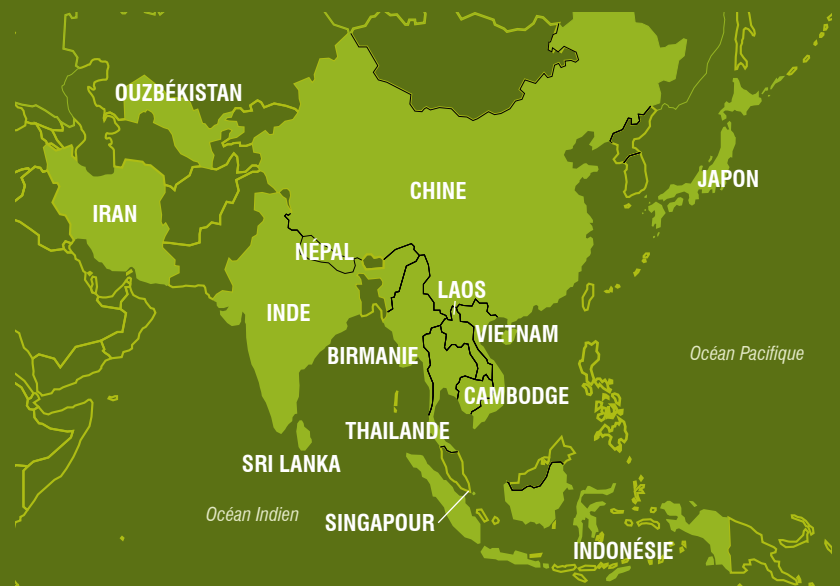 OUZBÉKISTAN
JAPON
CHINE
IRAN
NÉPAL
LAOS
INDE
VIETNAM
BIRMANIE
Océan Pacifique
CAMBODGE
THAILANDE
SRI LANKA
Océan Indien
SINGAPOUR
INDONÉSIE